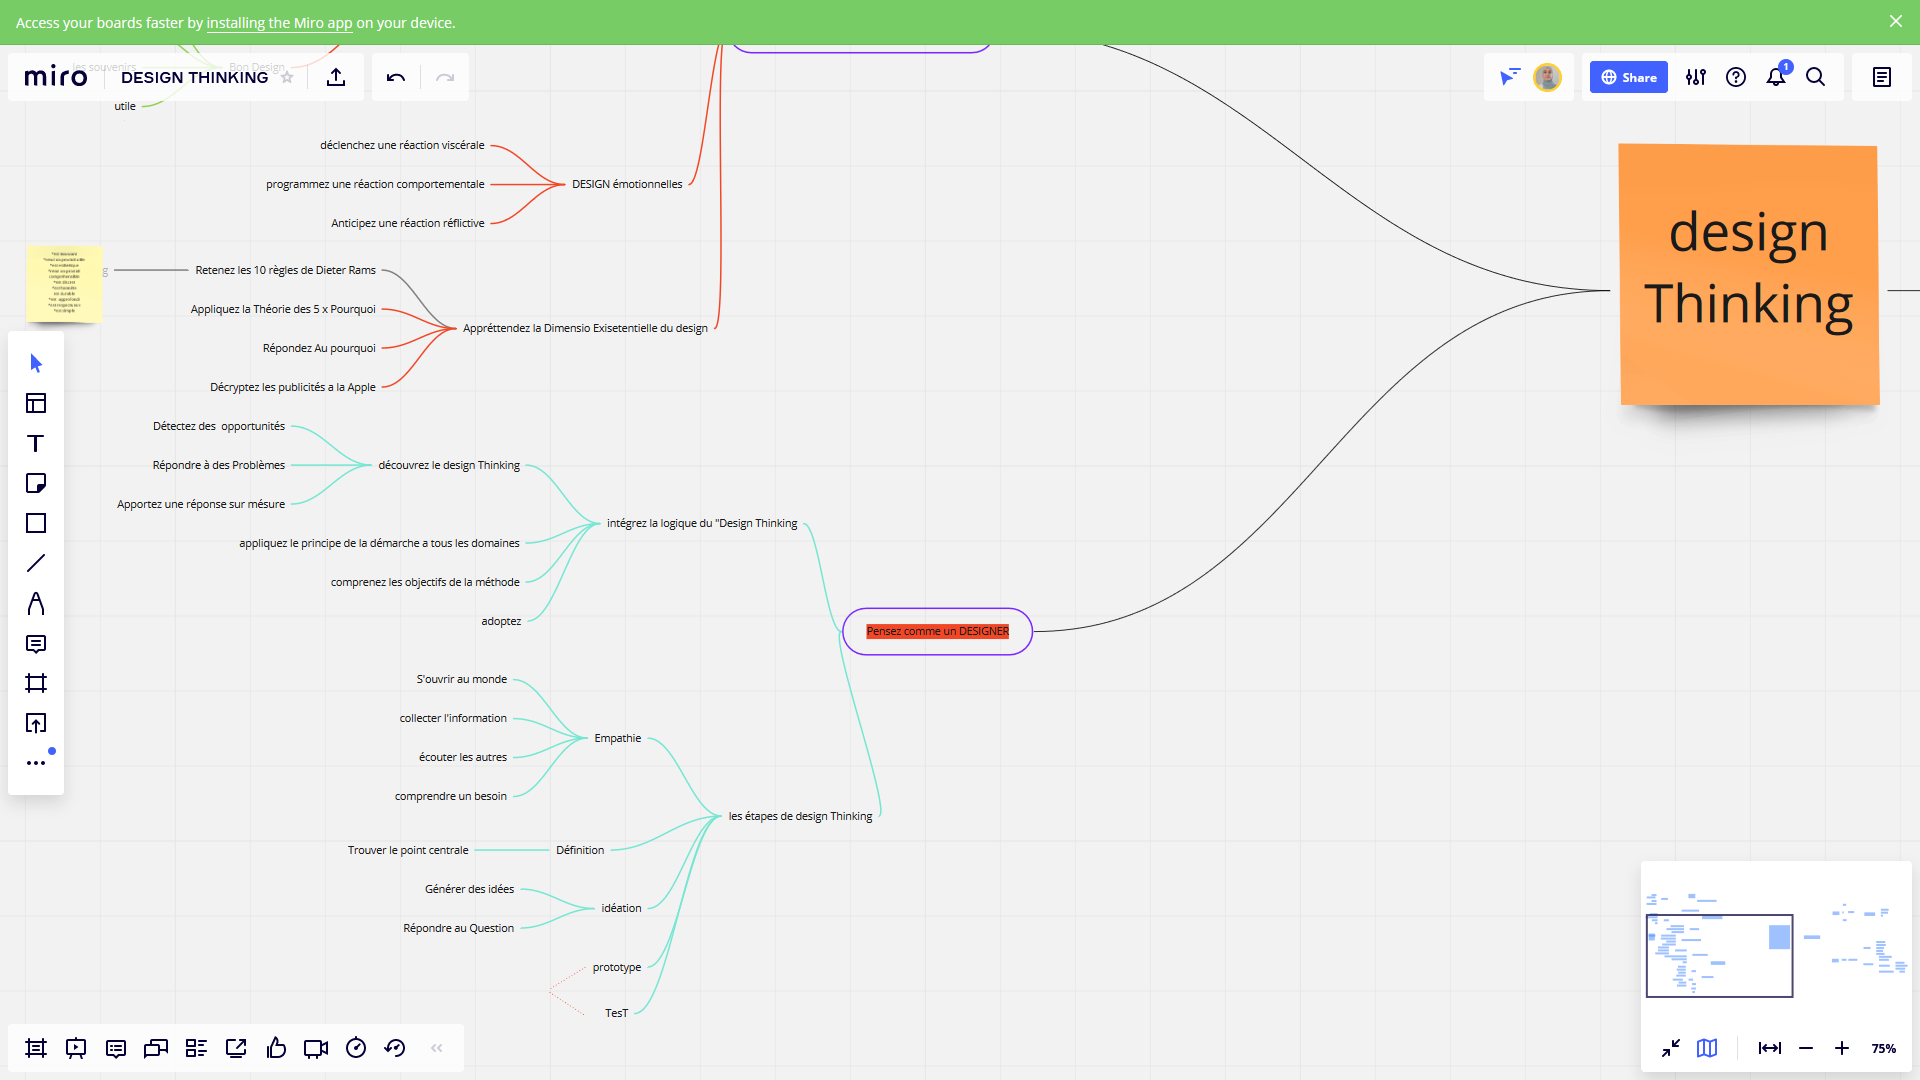 Access your boards faster by installing the Miro app on your device.
les souvenirs
Bon Design
miro
DESIGN THINKING
Share
1
utile
déclenchez une réaction viscérale
programmez une réaction comportementale
DESIGN émotionnelles
Anticipez une réaction réflictive
design
Thinking
Retenez les 10 règles de Dieter Rams
Appliquez la Théorie des 5 x Pourquoi
Appréttendez la Dimensio Exisetentielle du design
Répondez Au pourquoi
Décryptez les publicités a la Apple
Détectez des  opportunités
Répondre à des Problèmes
découvrez le design Thinking
Apportez une réponse sur mésure
intégrez la logique du "Design Thinking
appliquez le principe de la démarche a tous les domaines
comprenez les objectifs de la méthode
adoptez
Pensez comme un DESIGNER
S'ouvrir au monde
collecter l'information
Empathie
écouter les autres
comprendre un besoin
les étapes de design Thinking
Trouver le point centrale
Définition
Générer des idées
idéation
Répondre au Question
prototype
TesT
75%